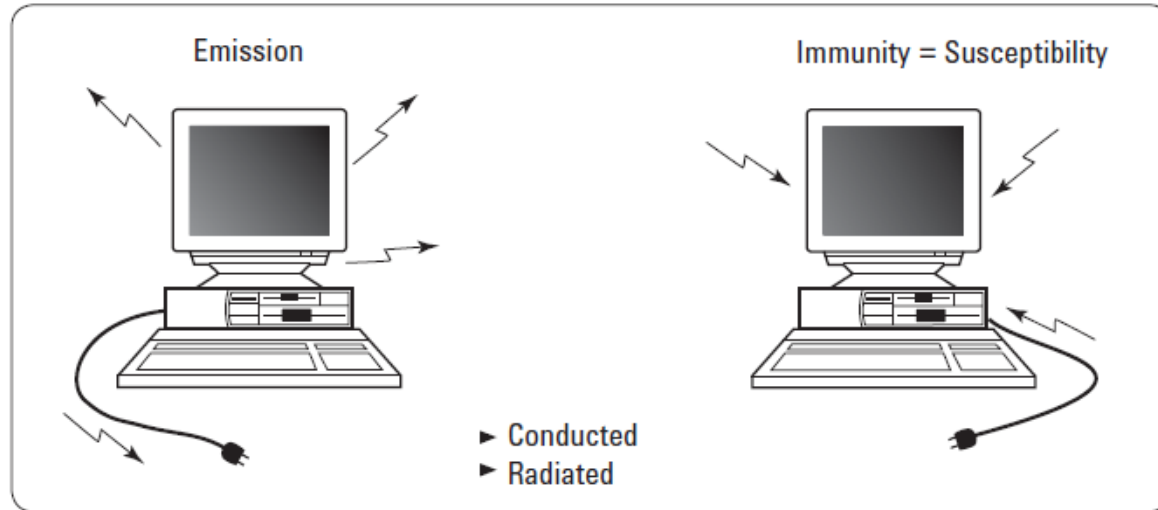 Emission
Immunity = Susceptibility
► Conducted
► Radiated